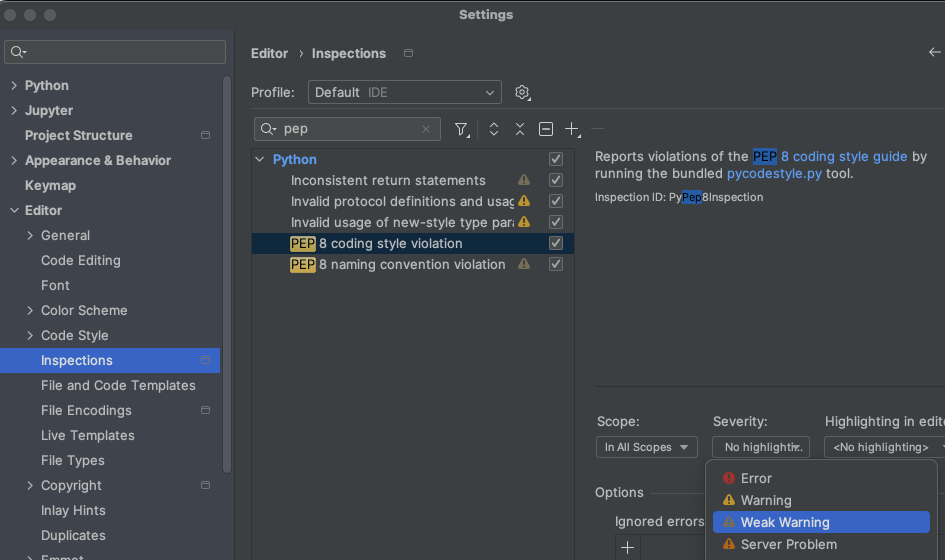 Settings
Editor › Inspections
Profile: Default IDE
pep
Python
Jupyter
Project Structure
Appearance & Behavior
Keymap
Editor
General
Code Editing
Font
Color Scheme
Code Style
Inspections
File and Code Templates
File Encodings
Live Templates
File Types
Copyright
Inlay Hints
Duplicates
Emmet
Python
Inconsistent return statements
Invalid protocol definitions and usag
Invalid usage of new-style type para
PEP 8 coding style violation
PEP 8 naming convention violation
Reports violations of the PEP 8 coding style guide by
running the bundled pycodestyle.py tool.
Inspection ID: PyPep8Inspection
Scope: Severity: Highlighting in edito
In All Scopes No highlightin... <No highlighting>
Error
Warning
Weak Warning
Server Problem
Options
Ignored errors